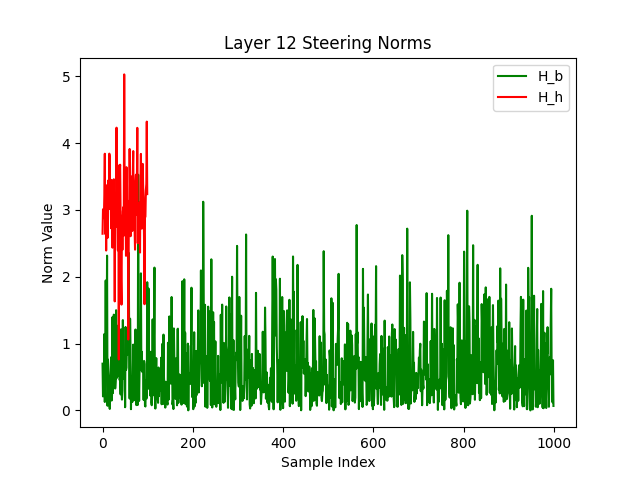 Layer 12 Steering Norms
H_b
H_h
Norm Value
5
4
3
2
1
0
0 200 400 600 800 1000
Sample Index